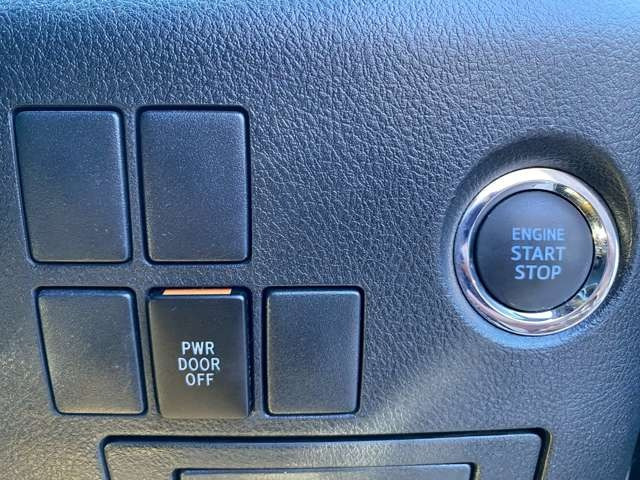 ENGINE
START
STOP
PWR
DOOR
OFF